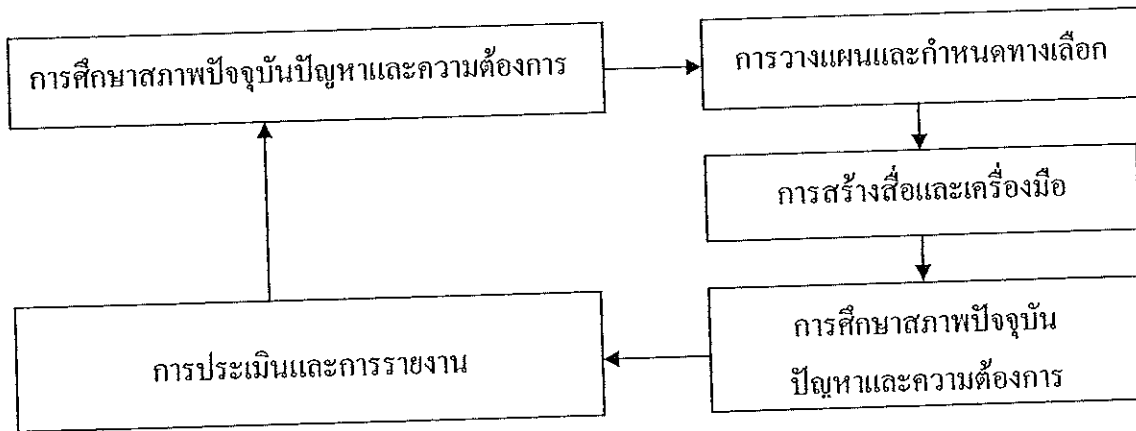 การศึกษาสภาพปัจจุบันปัญหาและความต้องการ
การวางแผนและกำหนดทางเลือก
การสร้างสื่อและเครื่องมือ
การศึกษาสภาพปัจจุบัน
ปัญหาและความต้องการ
การประเมินและการรายงาน